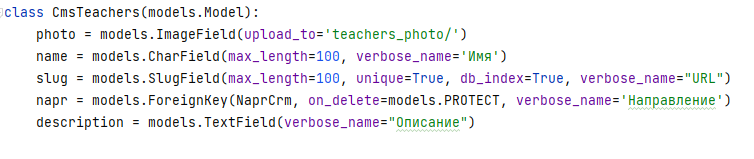 class CmsTeachers(models.Model):
    photo = models.ImageField(upload_to='teachers_photo/')
    name = models.CharField(max_length=100, verbose_name='Имя')
    slug = models.SlugField(max_length=100, unique=True, db_index=True, verbose_name="URL")
    napr = models.ForeignKey(NaprCrm, on_delete=models.PROTECT, verbose_name='Направление')
    description = models.TextField(verbose_name="Описание")